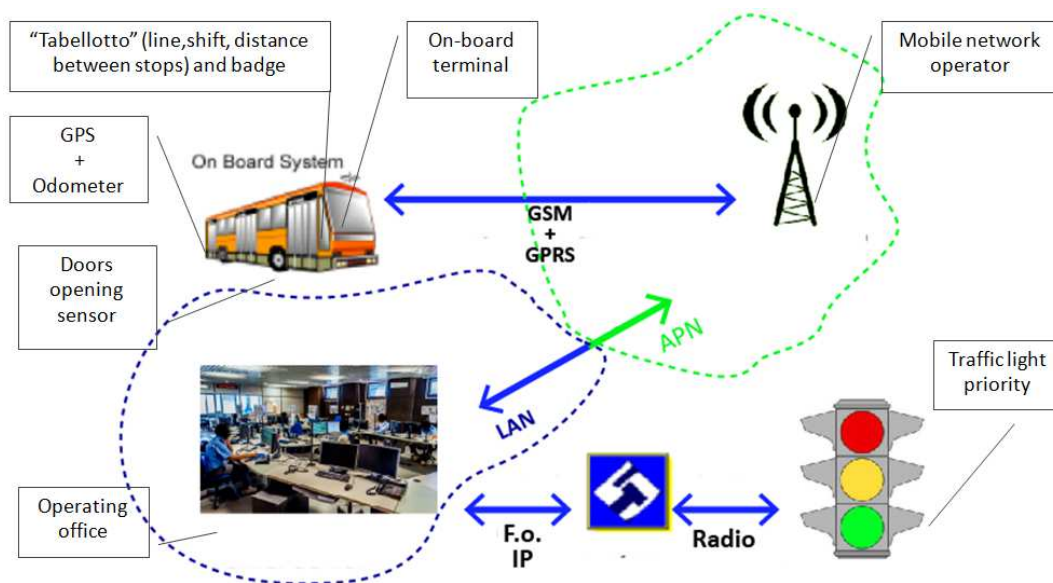 “Tabellotto” (line,shift, distance
between stops) and badge
On-board
terminal
Mobile network
operator
GPS
+
Odometer
On Board System
GSM
+
GPRS
Doors
opening
sensor
APN
LAN
Traffic light
priority
Operating
office
F.o.
IP
Radio